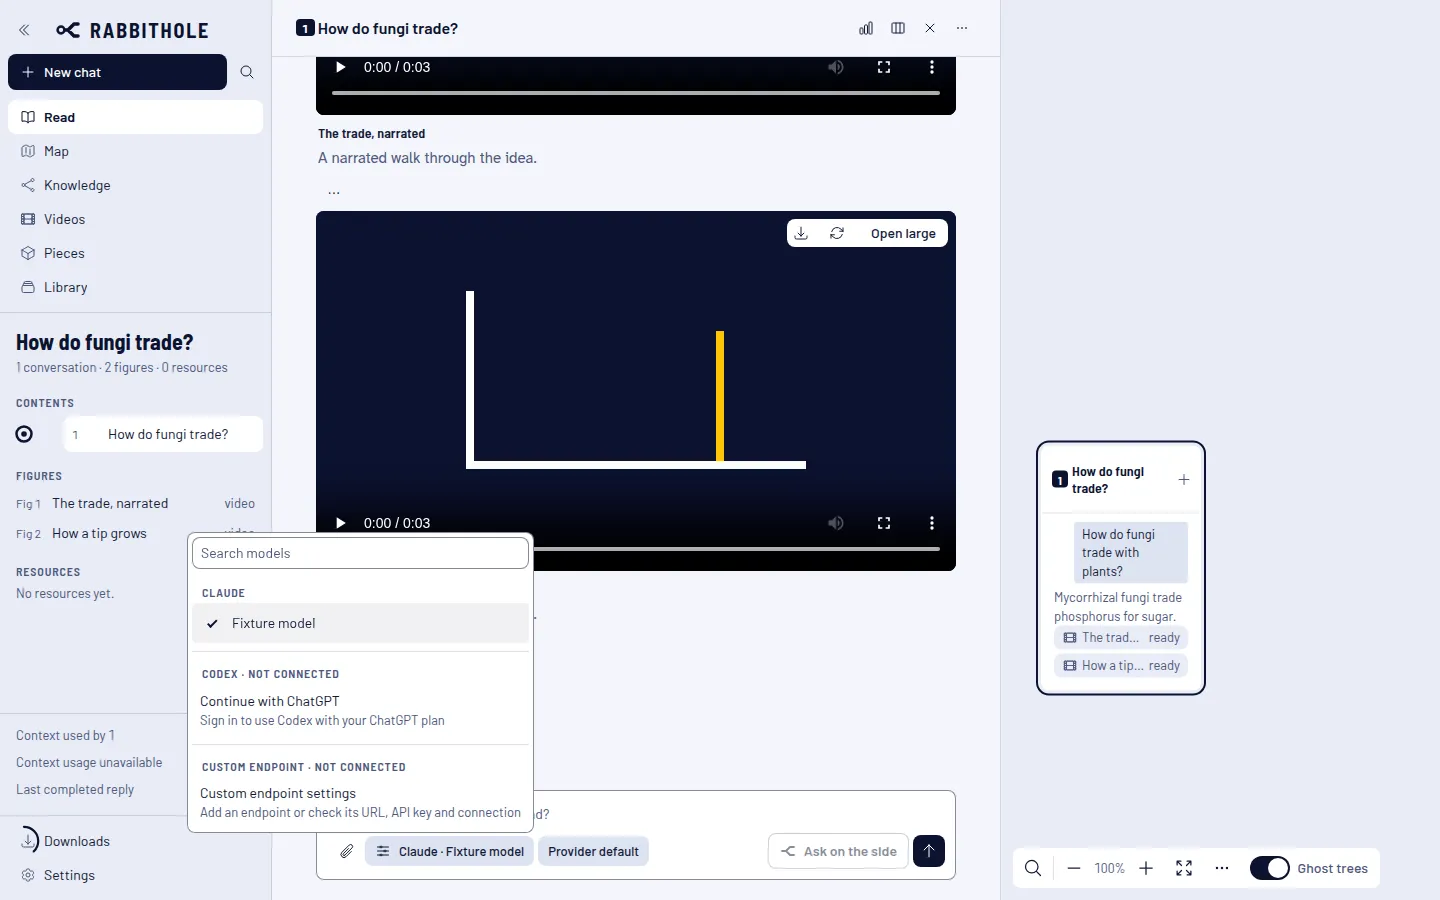 RABBITHOLE
New chat
Read
Map
Knowledge
Videos
Pieces
Library
How do fungi trade?
1 conversation · 2 figures · 0 resources
CONTENTS
1 How do fungi trade?
FIGURES
Fig 1 The trade, narrated video
Fig 2 How a tip grows
RESOURCES
No resources yet.
Context used by 1
Context usage unavailable
Last completed reply
Downloads
Settings
1 How do fungi trade?
0:00 / 0:03
The trade, narrated
A narrated walk through the idea.
...
Open large
0:00 / 0:03
Search models
CLAUDE
Fixture model
CODEX · NOT CONNECTED
Continue with ChatGPT
Sign in to use Codex with your ChatGPT plan
CUSTOM ENDPOINT · NOT CONNECTED
Custom endpoint settings
Add an endpoint or check its URL, API key and connection
Claude · Fixture model
Provider default
Ask on the side
1 How do fungi
trade?
How do fungi
trade with
plants?
Mycorrhizal fungi trade
phosphorus for sugar.
The trad... ready
How a tip... ready
100%
Ghost trees